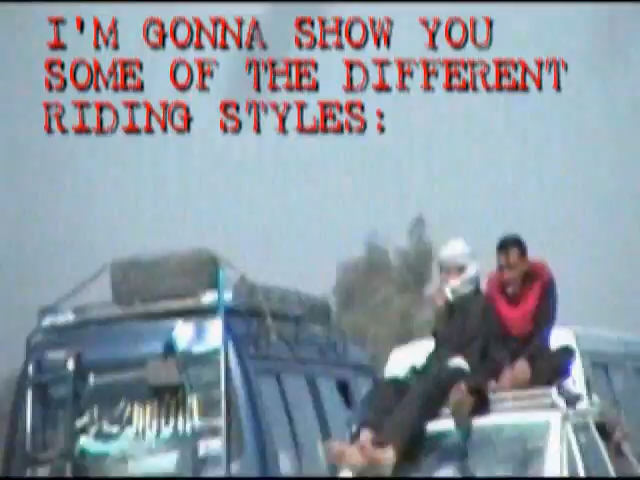 I'M GONNA SHOW YOU
SOME OF THE DIFFERENT
RIDING STYLES: